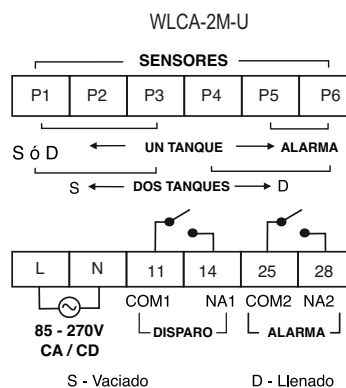 WLCA-2M-U
SENSORES
P1 P2 P3 P4 P5 P6
S ó D UN TANQUE ALARMA
S DOS TANQUES D
L N 11 14 25 28
COM1 NA1 COM2 NA2
85 - 270V DISPARO ALARMA
CA / CD
S - Vaciado D - Llenado